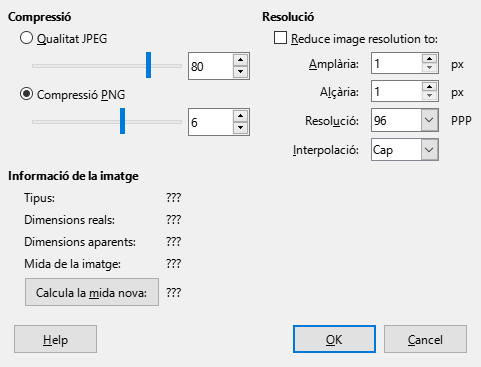 Compressió
Qualitat JPEG
80
Compressió PNG
6
Resolució
Reduce image resolution to:
Amplària: 1 px
Alçària: 1 px
Resolució: 96 PPP
Interpolació: Cap
Informació de la imatge
Tipus: ???
Dimensions reals: ???
Dimensions aparents: ???
Mida de la imatge: ???
Calcula la mida nova: ???
Help
OK
Cancel